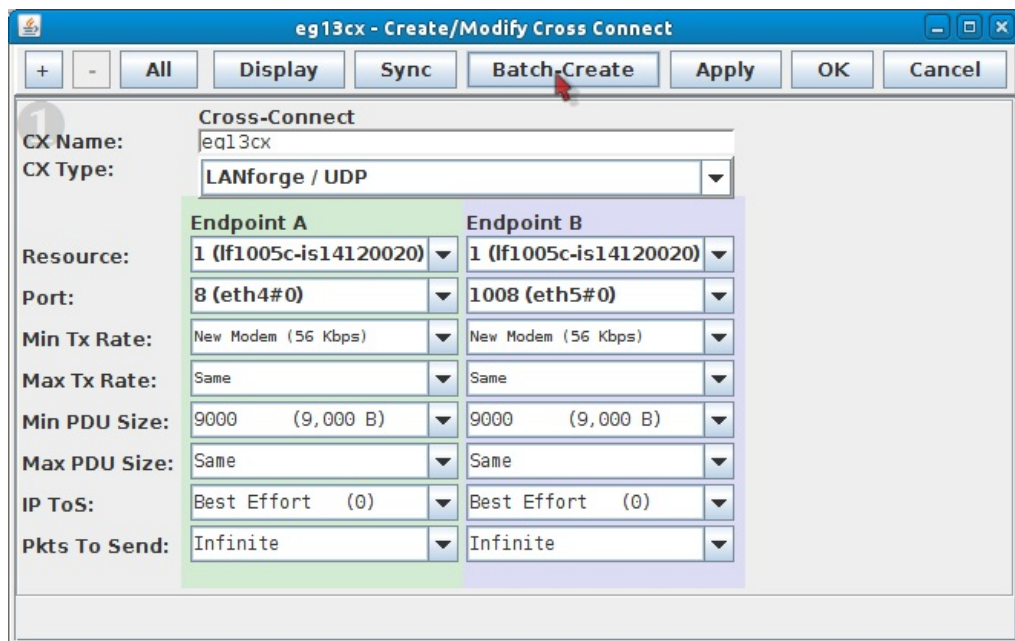 eg13cx - Create/Modify Cross Connect
+ - All Display Sync Batch-Create Apply OK Cancel
1
Cross-Connect
CX Name: eg13cx
CX Type: LANforge / UDP
Endpoint A Endpoint B
Resource: 1 (lf1005c-is14120020) 1 (lf1005c-is14120020)
Port: 8 (eth4#0) 1008 (eth5#0)
Min Tx Rate: New Modem (56 Kbps) New Modem (56 Kbps)
Max Tx Rate: Same Same
Min PDU Size: 9000 (9,000 B) 9000 (9,000 B)
Max PDU Size: Same Same
IP ToS: Best Effort (0) Best Effort (0)
Pkts To Send: Infinite Infinite